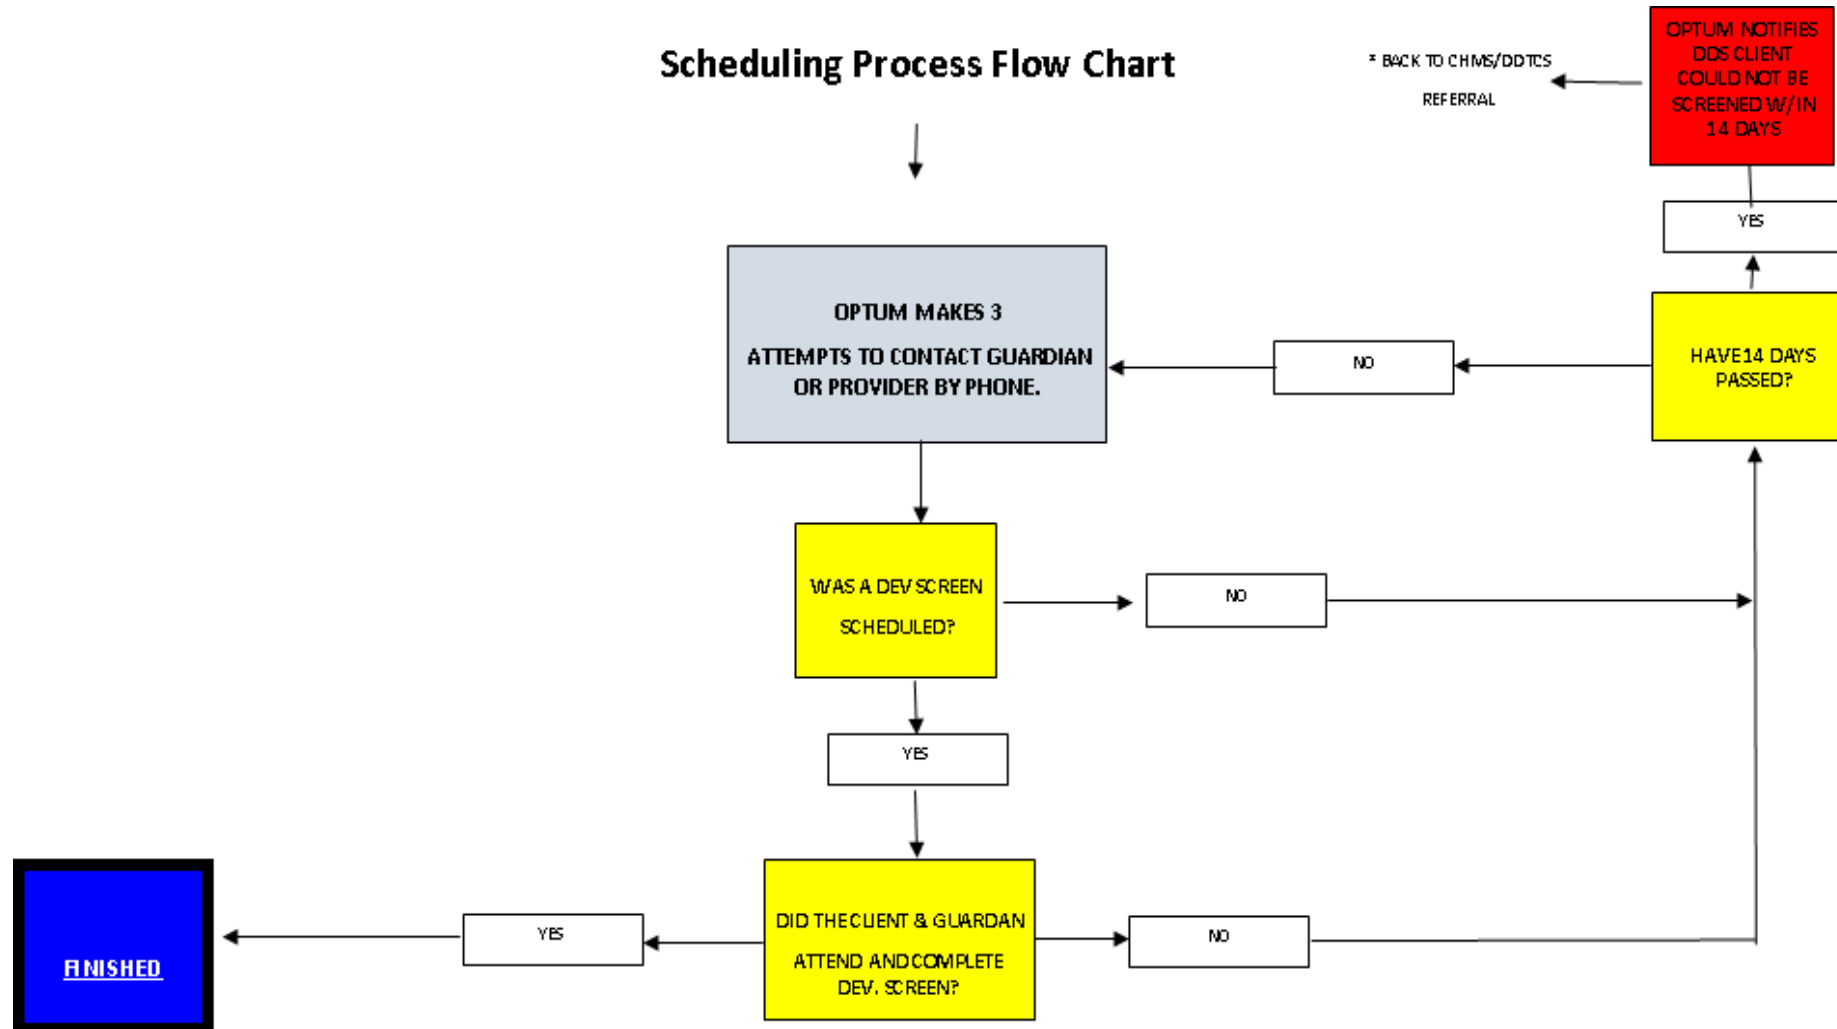 Scheduling Process Flow Chart
* BACK TO CHMS/DDTCS
REFERRAL
OPTUM NOTIFIES
DDS CLIENT
COULD NOT BE
SCREENED W/IN
14 DAYS
YES
OPTUM MAKES 3
ATTEMPTS TO CONTACT GUARDIAN
OR PROVIDER BY PHONE.
NO
HAVE 14 DAYS
PASSED?
WAS A DEV SCREEN
SCHEDULED?
NO
YES
FINISHED
YES
DID THE CLIENT & GUARDAN
ATTEND AND COMPLETE
DEV. SCREEN?
NO